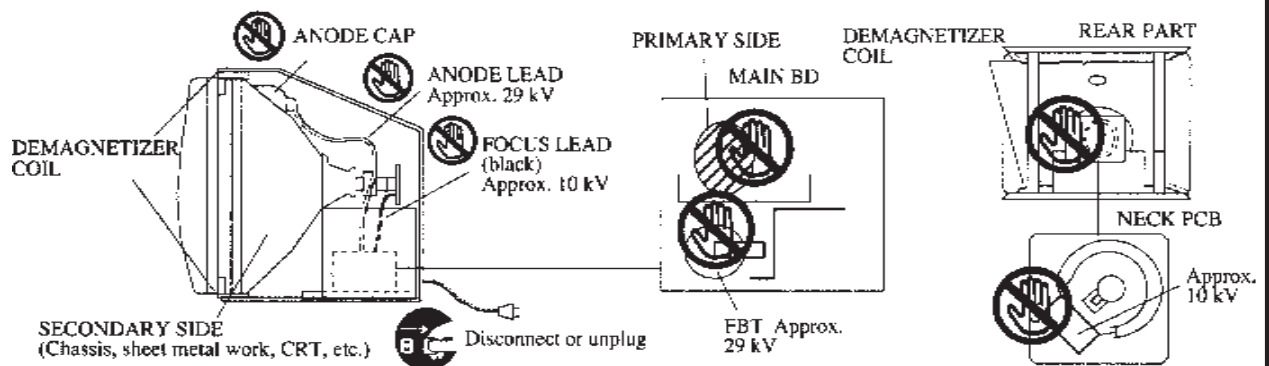 ANODE CAP
ANODE LEAD
Approx. 29 kV
FOCUS LEAD
(black)
Approx. 10 kV
DEMAGNETIZER
COIL
SECONDARY SIDE
(Chassis, sheet metal work, CRT, etc.)
Disconnect or unplug
PRIMARY SIDE
MAIN BD
FBT Approx.
29 kV
DEMAGNETIZER
COIL
REAR PART
NECK PCB
Approx.
10 kV